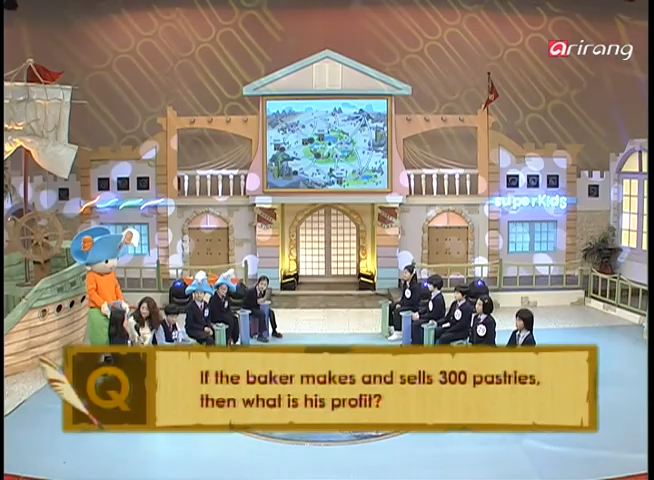 arirang
superkids
Q
If the baker makes and sells 300 pastries,
then what is his profit?